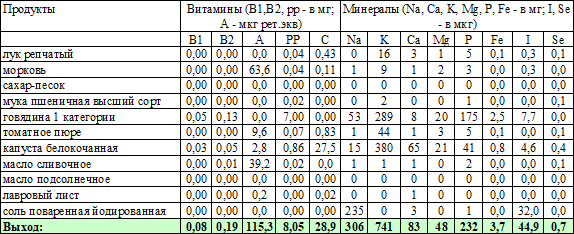 Продукты Витамины (B1,B2, pp - в мг; Минералы (Na, Ca, K, Mg, P, Fe - в мг; I, Se
А - мкг рет.экв) - в мкг)
B1 B2 A PP C Na K Ca Mg P Fe I Se
лук репчатый 0,00 0,00 0,0 0,04 0,43 0 16 3 1 5 0,1 0,3 0,1
морковь 0,00 0,00 63,6 0,04 0,11 1 9 1 2 3 0,0 0,3 0,0
сахар-песок 0,00 0,00 0,0 0,00 0,00 0 0 0 0 0 0,0 0,0 0,0
мука пшеничная высший сорт 0,00 0,00 0,0 0,02 0,00 0 2 0 0 1 0,0 0,0 0,1
говядина 1 категории 0,05 0,13 0,0 7,00 0,00 53 289 8 20 175 2,5 7,7 0,0
томатное пюре 0,00 0,00 9,6 0,07 0,83 1 44 1 3 5 0,1 0,0 0,1
капуста белокочанная 0,03 0,05 2,8 0,86 27,5 15 380 65 21 41 0,8 4,6 0,4
масло сливочное 0,00 0,01 39,2 0,02 0,0 1 1 1 0 2 0,0 0,0 0,1
масло подсолнечное 0,00 0,00 0,0 0,00 0,00 0 0 0 0 0 0,0 0,0 0,0
лавровый лист 0,00 0,00 0,2 0,00 0,02 0 0 1 0 0 0,0 0,0 0,0
соль поваренная йодированная 0,00 0,00 0,0 0,00 0,00 235 0 3 0 1 0,0 32,0 0,0
Выход: 0,08 0,19 115,3 8,05 28,9 306 741 83 48 232 3,7 44,9 0,7